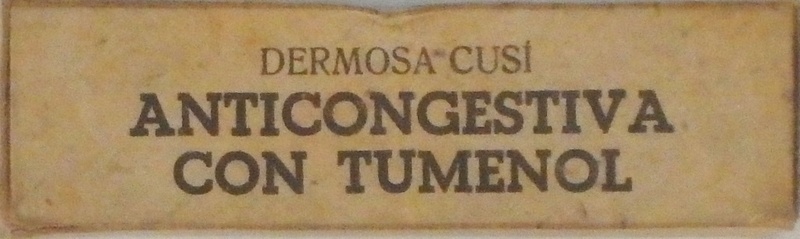 DERMOSA CUSÍ
ANTICONGESTIVA
CON TUMENOL